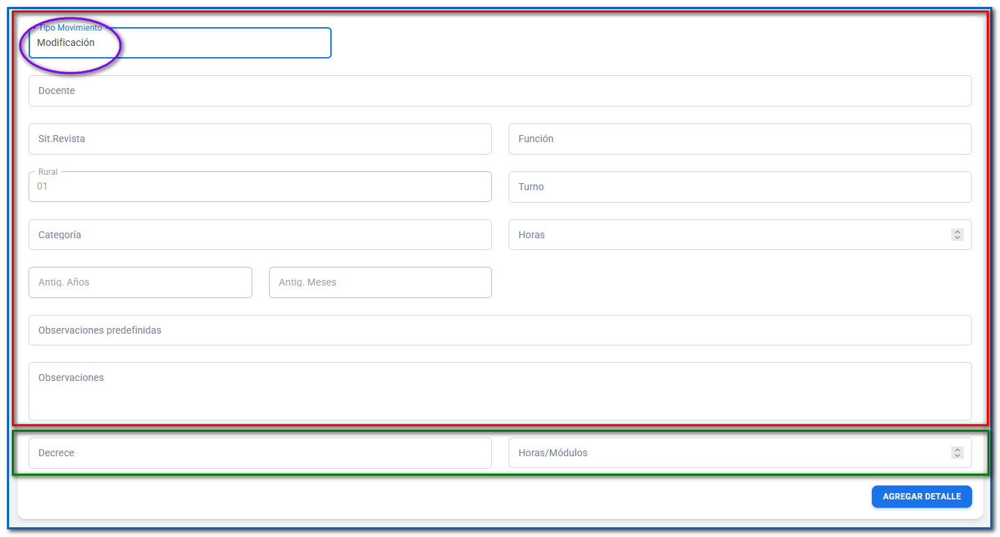 Tipo Movimiento
Modificación
Docente
Sit.Revista
Función
Rural
01
Turno
Categoría
Horas
Antig. Años
Antig. Meses
Observaciones predefinidas
Observaciones
Decrece
Horas/Módulos
AGREGAR DETALLE